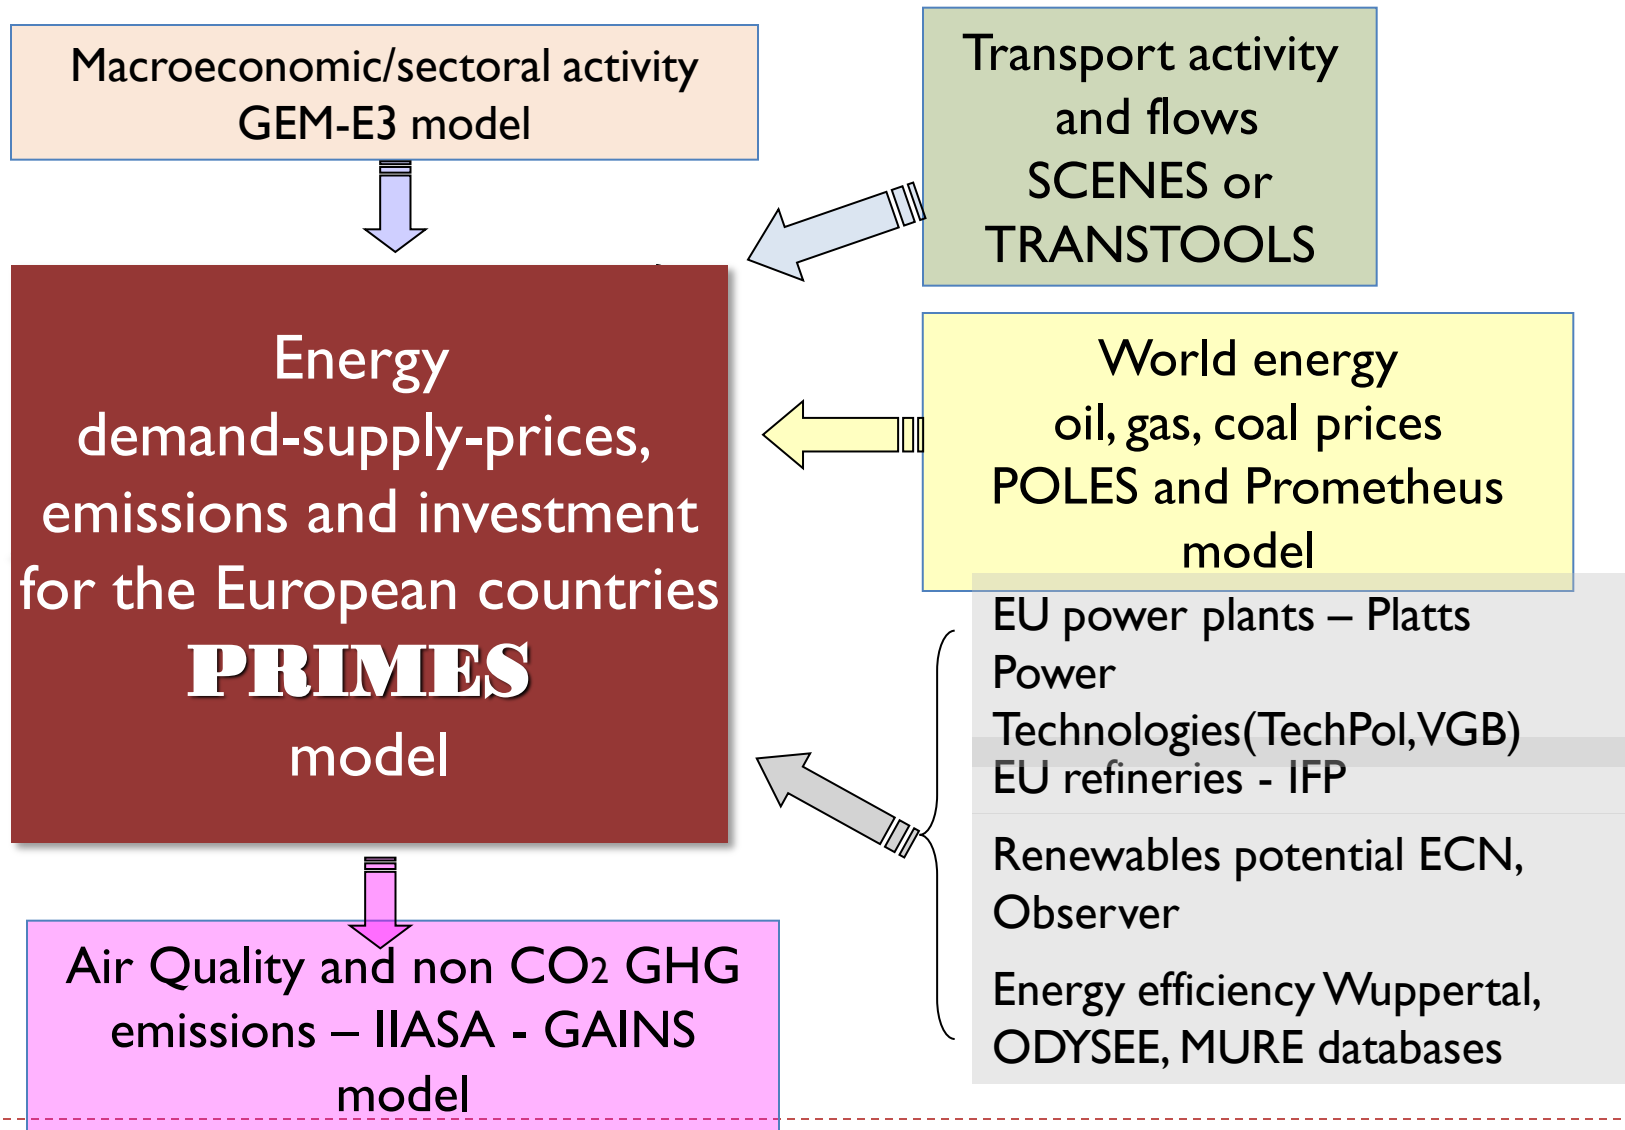 Macroeconomic/sectoral activity
GEM-E3 model
Transport activity
and flows
SCENES or
TRANSTOOLS
Energy
demand-supply-prices,
emissions and investment
for the European countries
PRIMES
model
World energy
oil, gas, coal prices
POLES and Prometheus
model
EU power plants – Platts
Power
Technologies(TechPol,VGB)
EU refineries - IFP
Renewables potential ECN,
Observer
Energy efficiency Wuppertal,
ODYSEE, MURE databases
Air Quality and non CO2 GHG
emissions – IIASA - GAINS
model